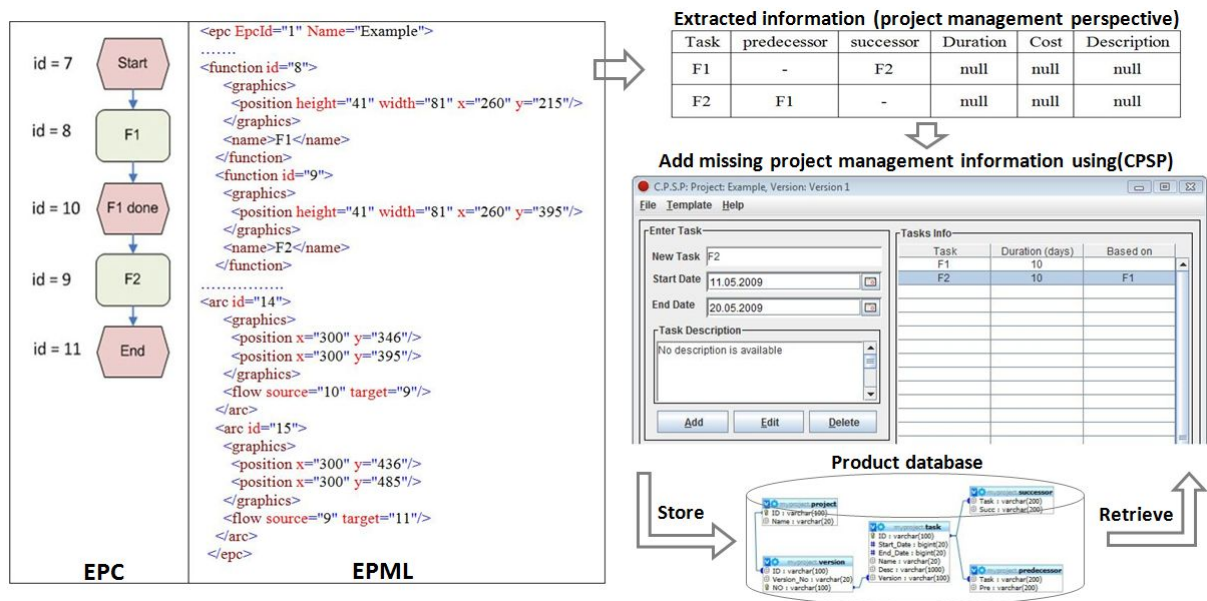 id = 7
Start
id = 8
F1
id = 10
F1 done
id = 9
F2
id = 11
End
EPC
<epc EpcId="1" Name="Example">
.......
<function id="8">
<graphics>
<position height="41" width="81" x="260" y="215"/>
</graphics>
<name>F1</name>
</function>
<function id="9">
<graphics>
<position height="41" width="81" x="260" y="395"/>
</graphics>
<name>F2</name>
</function>
................
<arc id="14">
<graphics>
<position x="300" y="346"/>
<position x="300" y="395"/>
</graphics>
<flow source="10" target="9"/>
</arc>
<arc id="15">
<graphics>
<position x="300" y="436"/>
<position x="300" y="485"/>
</graphics>
<flow source="9" target="11"/>
</arc>
</epc>
EPML
Extracted information (project management perspective)
Task predecessor successor Duration Cost Description
F1 - F2 null null null
F2 F1 - null null null
Add missing project management information using(CPSP)
C.P.S.P: Project: Example, Version: Version 1
File Template Help
Enter Task
New Task F2
Start Date 11.05.2009
End Date 20.05.2009
Task Description
No description is available
Add Edit Delete
Tasks Info
Task Duration (days) Based on
F1 10
F2 10 F1
Product database
Store
Retrieve
myproject.project
ID : varchar(100)
Name : varchar(20)
myproject.version
ID : varchar(100)
Version_No : varchar(20)
NO : varchar(100)
myproject.task
ID : varchar(100)
Start_Date : bigint(20)
End_Date : bigint(20)
Name : varchar(20)
Desc : varchar(1000)
Version : varchar(100)
myproject.successor
Task : varchar(200)
Succ : varchar(200)
myproject.predecessor
Task : varchar(200)
Pre : varchar(200)